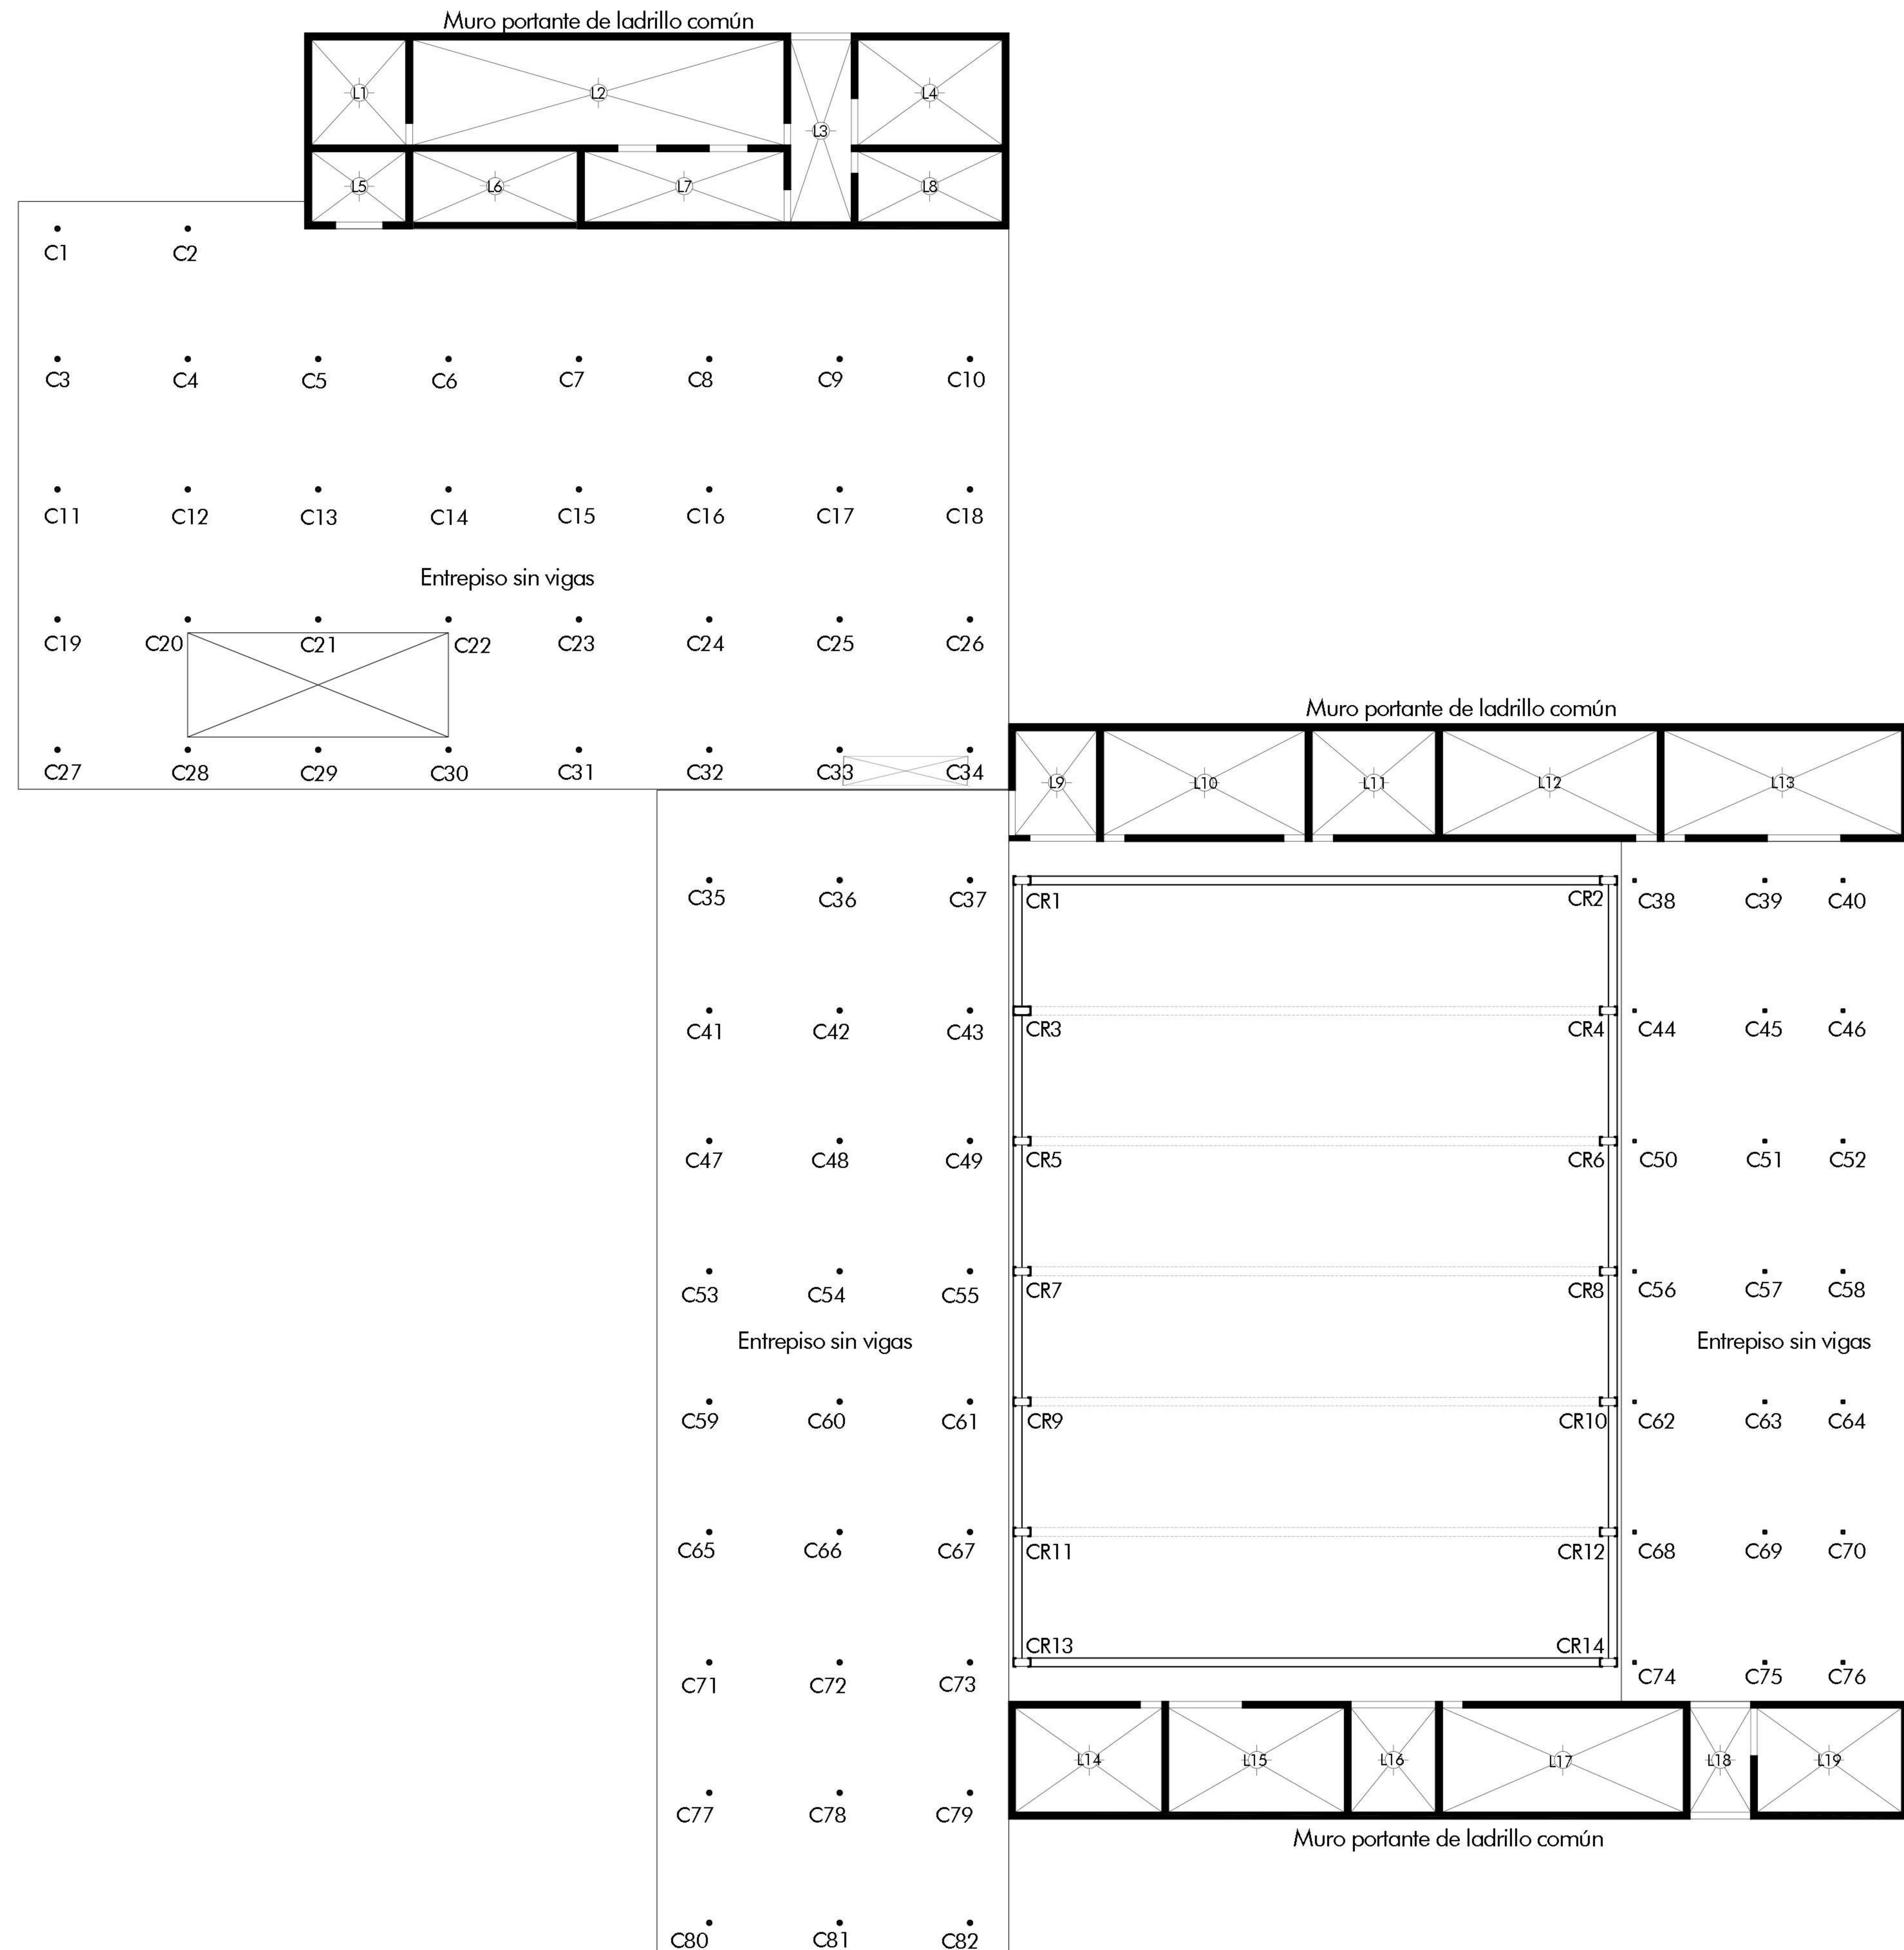 Muro portante de ladrillo común
L1
L2
L4
L3
L5
L6
L7
L8
C1
C2
C3
C4
C5
C6
C7
C8
C9
C10
C11
C12
C13
C14
C15
C16
C17
C18
Entrepiso sin vigas
C19
C20
C21
C22
C23
C24
C25
C26
C27
C28
C29
C30
C31
C32
C33
C34
Muro portante de ladrillo común
L9
L10
L11
L12
L13
C35
C36
C37
CR1
CR2
C38
C39
C40
C41
C42
C43
CR3
CR4
C44
C45
C46
C47
C48
C49
CR5
CR6
C50
C51
C52
C53
C54
C55
CR7
CR8
C56
C57
C58
Entrepiso sin vigas
Entrepiso sin vigas
C59
C60
C61
CR9
CR10
C62
C63
C64
C65
C66
C67
CR11
CR12
C68
C69
C70
CR13
CR14
C71
C72
C73
C74
C75
C76
L14
L15
L16
L17
L18
L19
C77
C78
C79
Muro portante de ladrillo común
C80
C81
C82